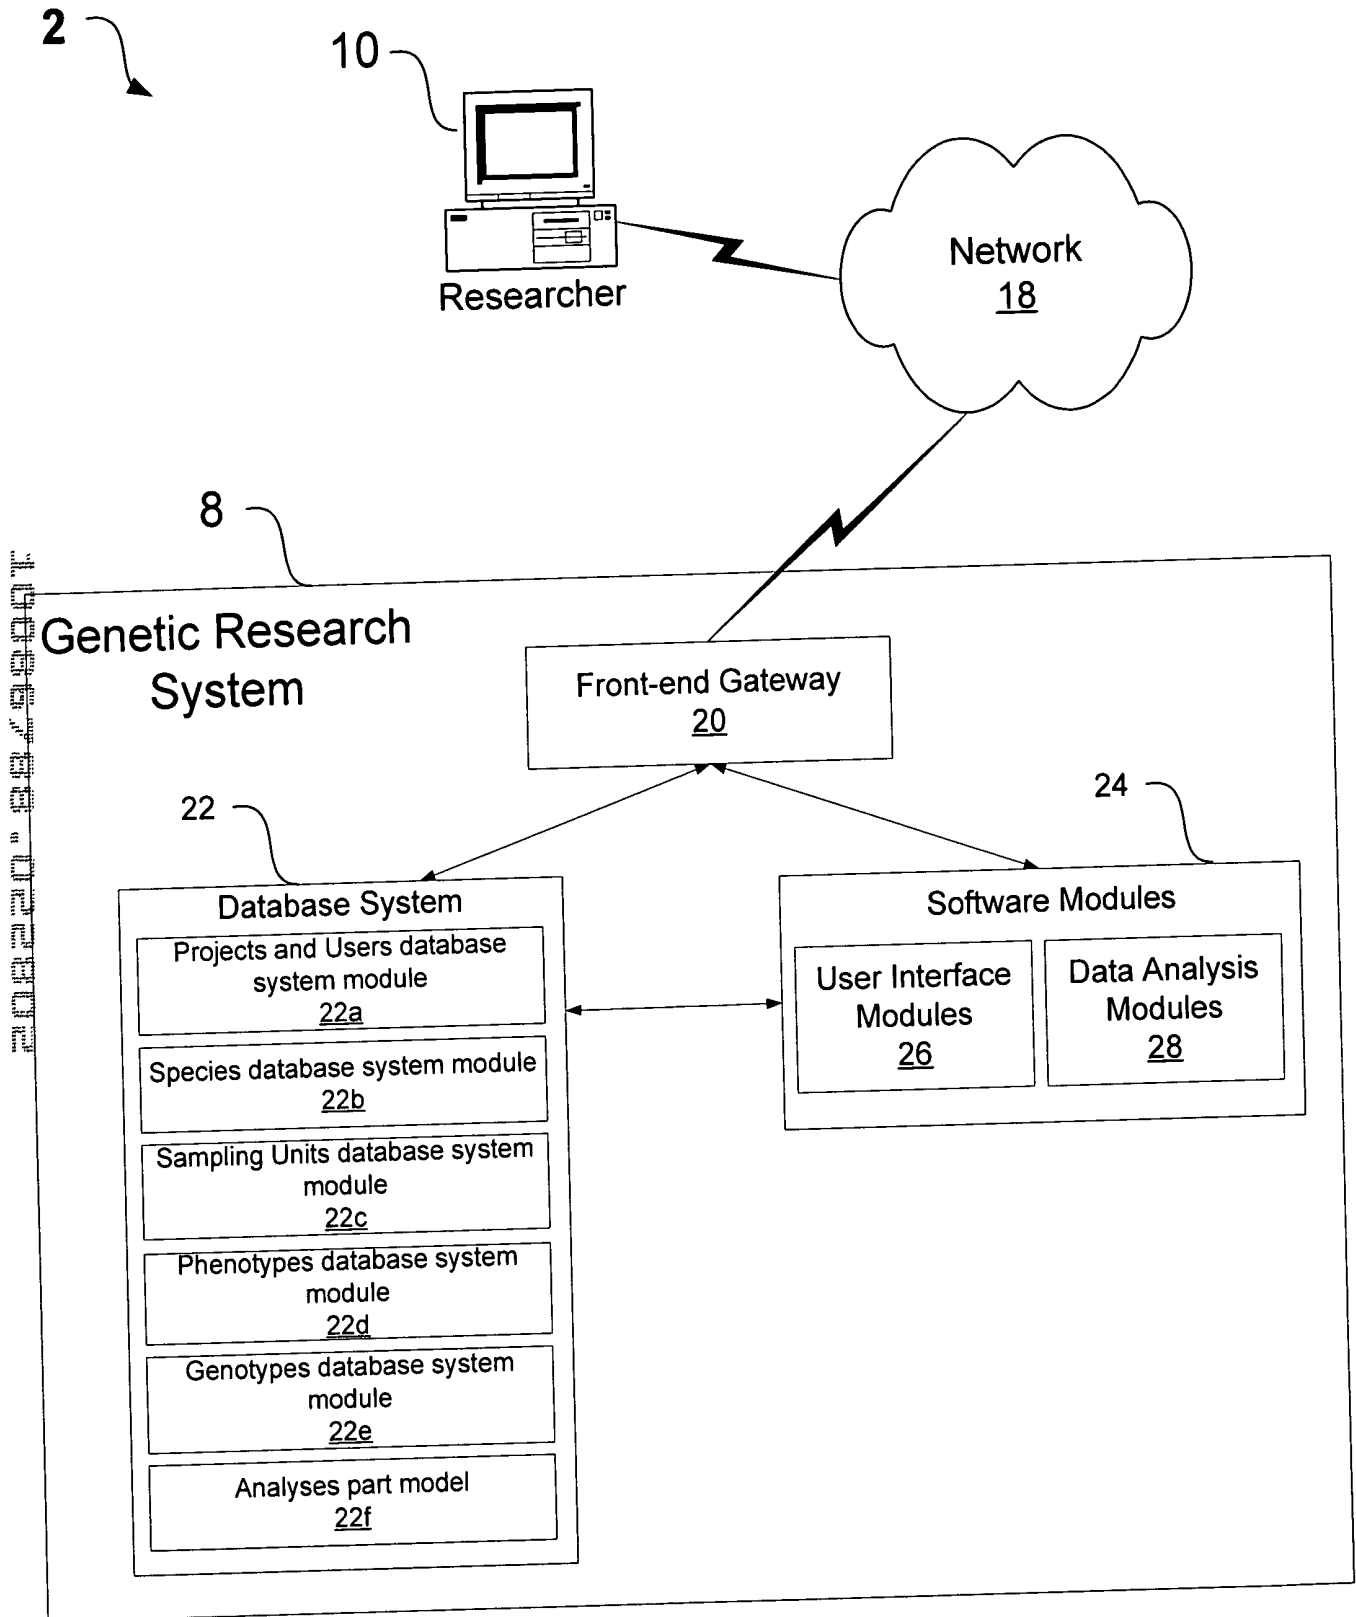 2
10
Researcher
Network
18
8
Genetic Research
System
Front-end Gateway
20
22
24
Database System
Projects and Users database
system module
22a
Species database system module
22b
Sampling Units database system
module
22c
Phenotypes database system
module
22d
Genotypes database system
module
22e
Analyses part model
22f
Software Modules
User Interface
Modules
26
Data Analysis
Modules
28
10066788.022802